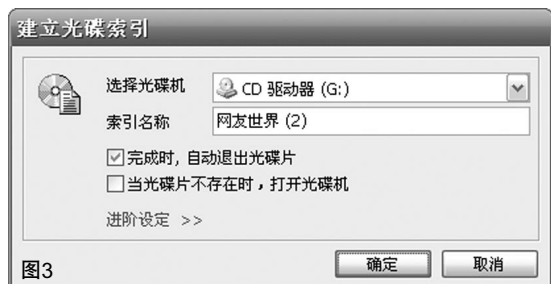 建立光碟索引
选择光碟机 CD 驱动器 (G:)
索引名称 网友世界 (2)
完成时, 自动退出光碟片
当光碟片不存在时，打开光碟机
进阶设定 >>
图3 确定 取消